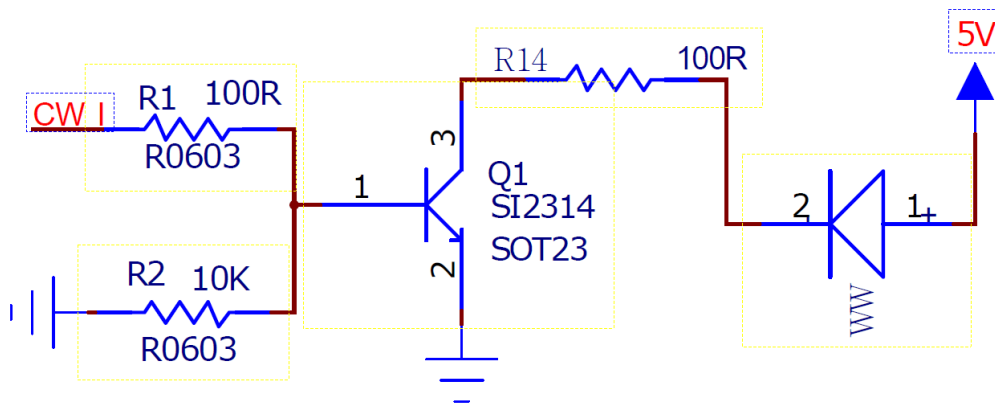 5V
R14 100R
CW I
R1 100R
R0603
3
1
Q1
SI2314
SOT23
2
2 1 +
WW
R2 10K
R0603